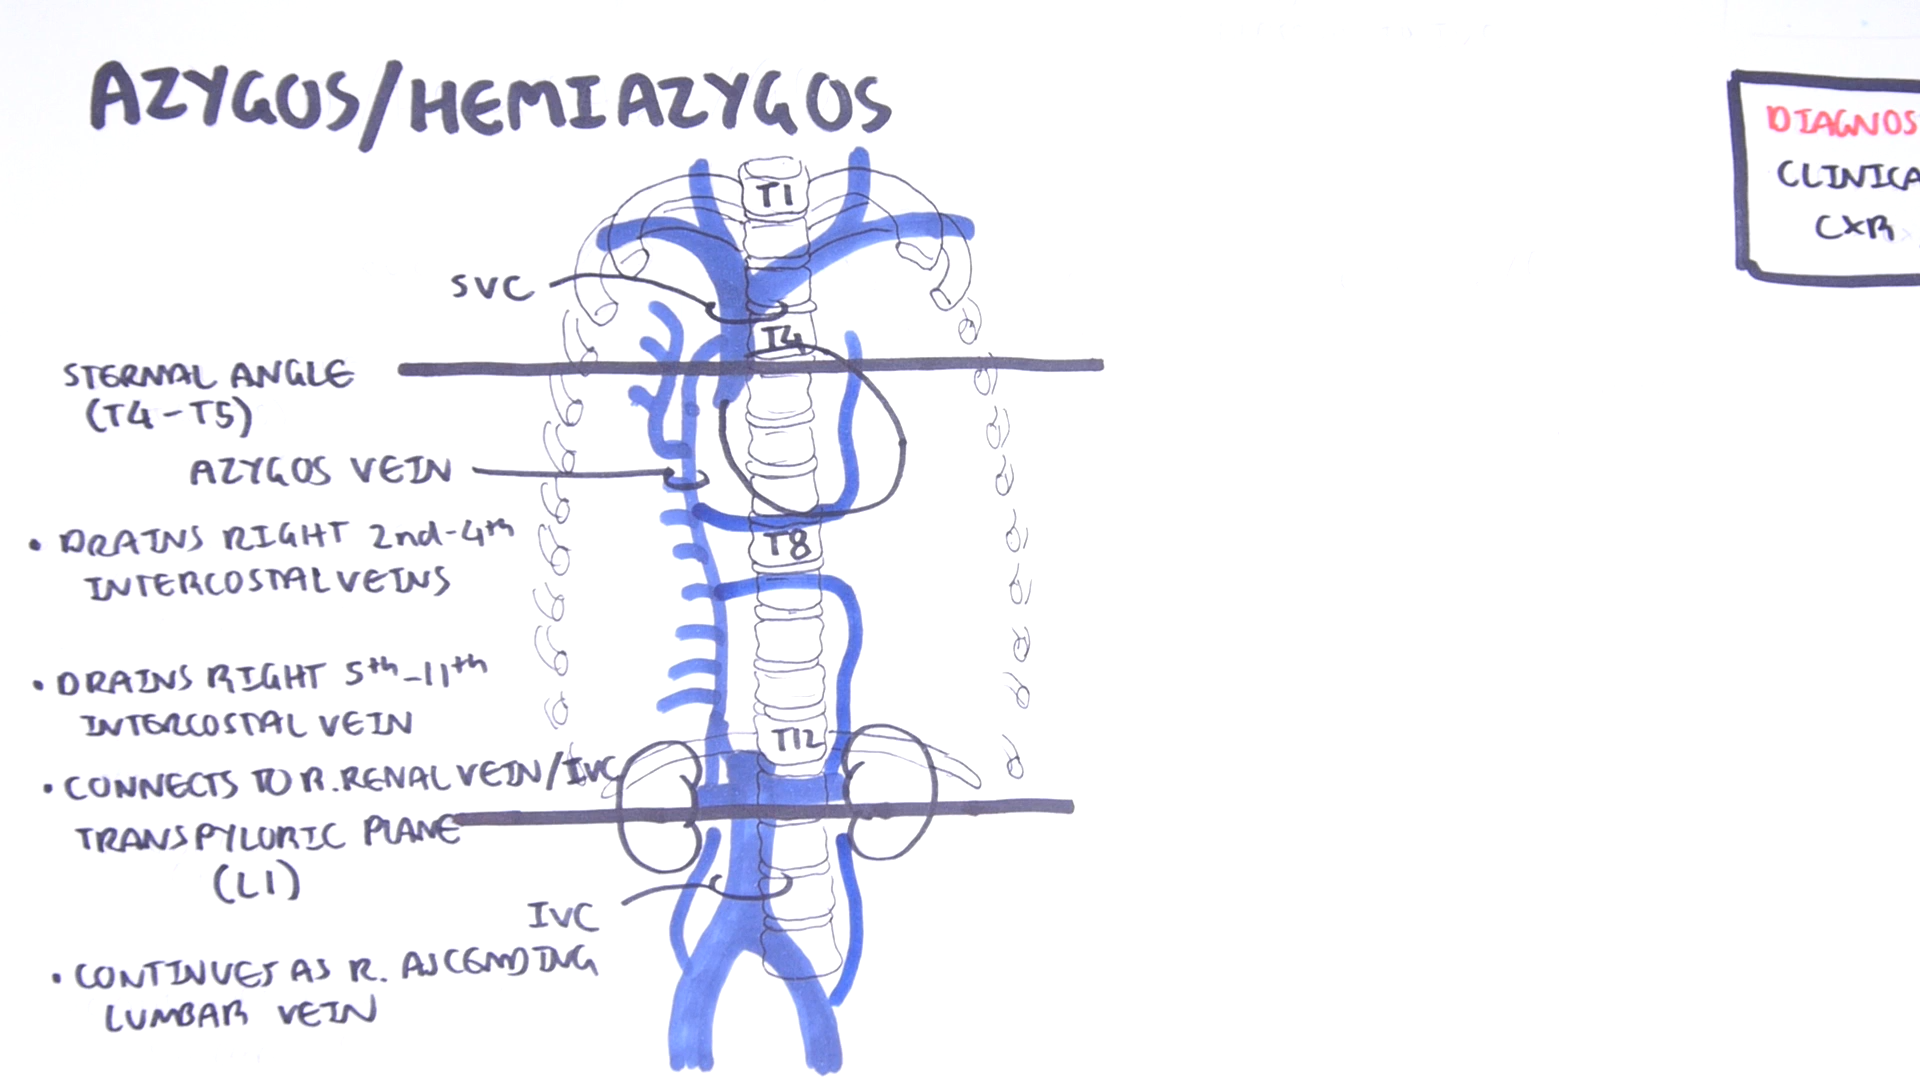 AZYGOS/HEMIAZYGOS
T1
SVC
T4
STERNAL ANGLE
(T4-T5)
AZYGOS VEIN
• DRAINS RIGHT 2nd-4th
INTERCOSTAL VEINS
T8
• DRAINS RIGHT 5th-11th
INTERCOSTAL VEIN
T12
• CONNECTS TO R. RENAL VEIN/IVC
TRANSPYLORIC PLANE
(L1)
IVC
• CONTINUES AS R. ASCENDING
LUMBAR VEIN
DIAGNOS
CLINICA
CXR